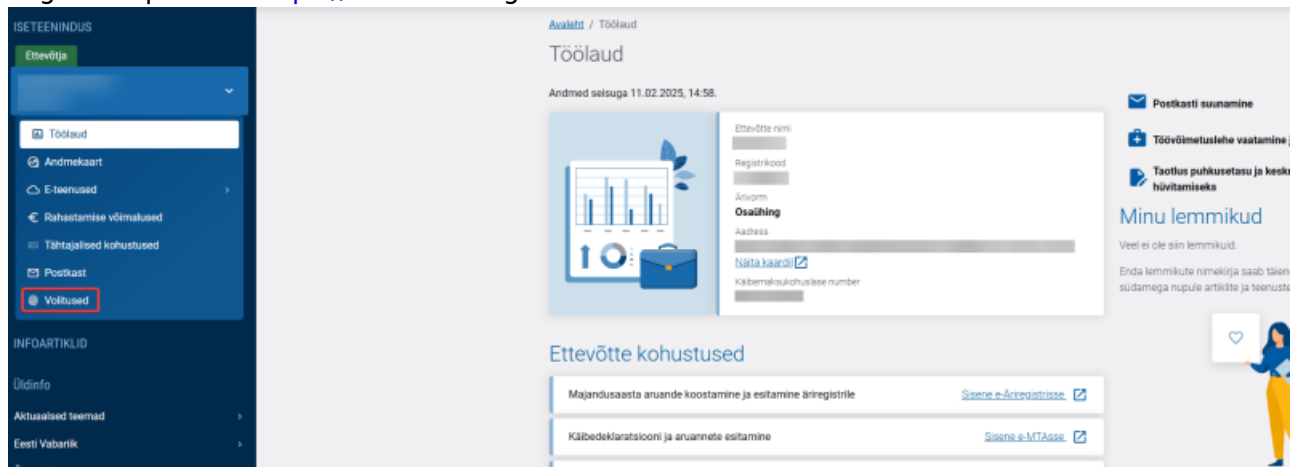 ISETEENINDUS
Ettevõtja
Töölaud
Andmekaart
E-teenused
Rahastamise võimalused
Tähtajalised kohustused
Postkast
Volitused
INFOARTIKLID
Üldinfo
Aktuaalsed teemad
Eesti Vabariik
Avaleht / Töölaud
Töölaud
Andmed seisuga 11.02.2025, 14:58.
Ettevõtte nimi
Registrikood
Ärivorm
Osaühing
Aadress
Näita kaardil
Käibemaksukohuslase number
Ettevõtte kohustused
Majandusaasta aruande koostamine ja esitamine äriregistrile
Sisene e-Äriregistrisse
Käibedeklaratsiooni ja aruannete esitamine
Sisene e-MTAsse
Postkasti suunamine
Töövõimetuslehe vaatamine j
Taotlus puhkusetasu ja keskm
hüvitamiseks
Minu lemmikud
Veel ei ole siin lemmikuid.
Enda lemmikute nimekirja saab täien
südamega nupule artiklite ja teenuste